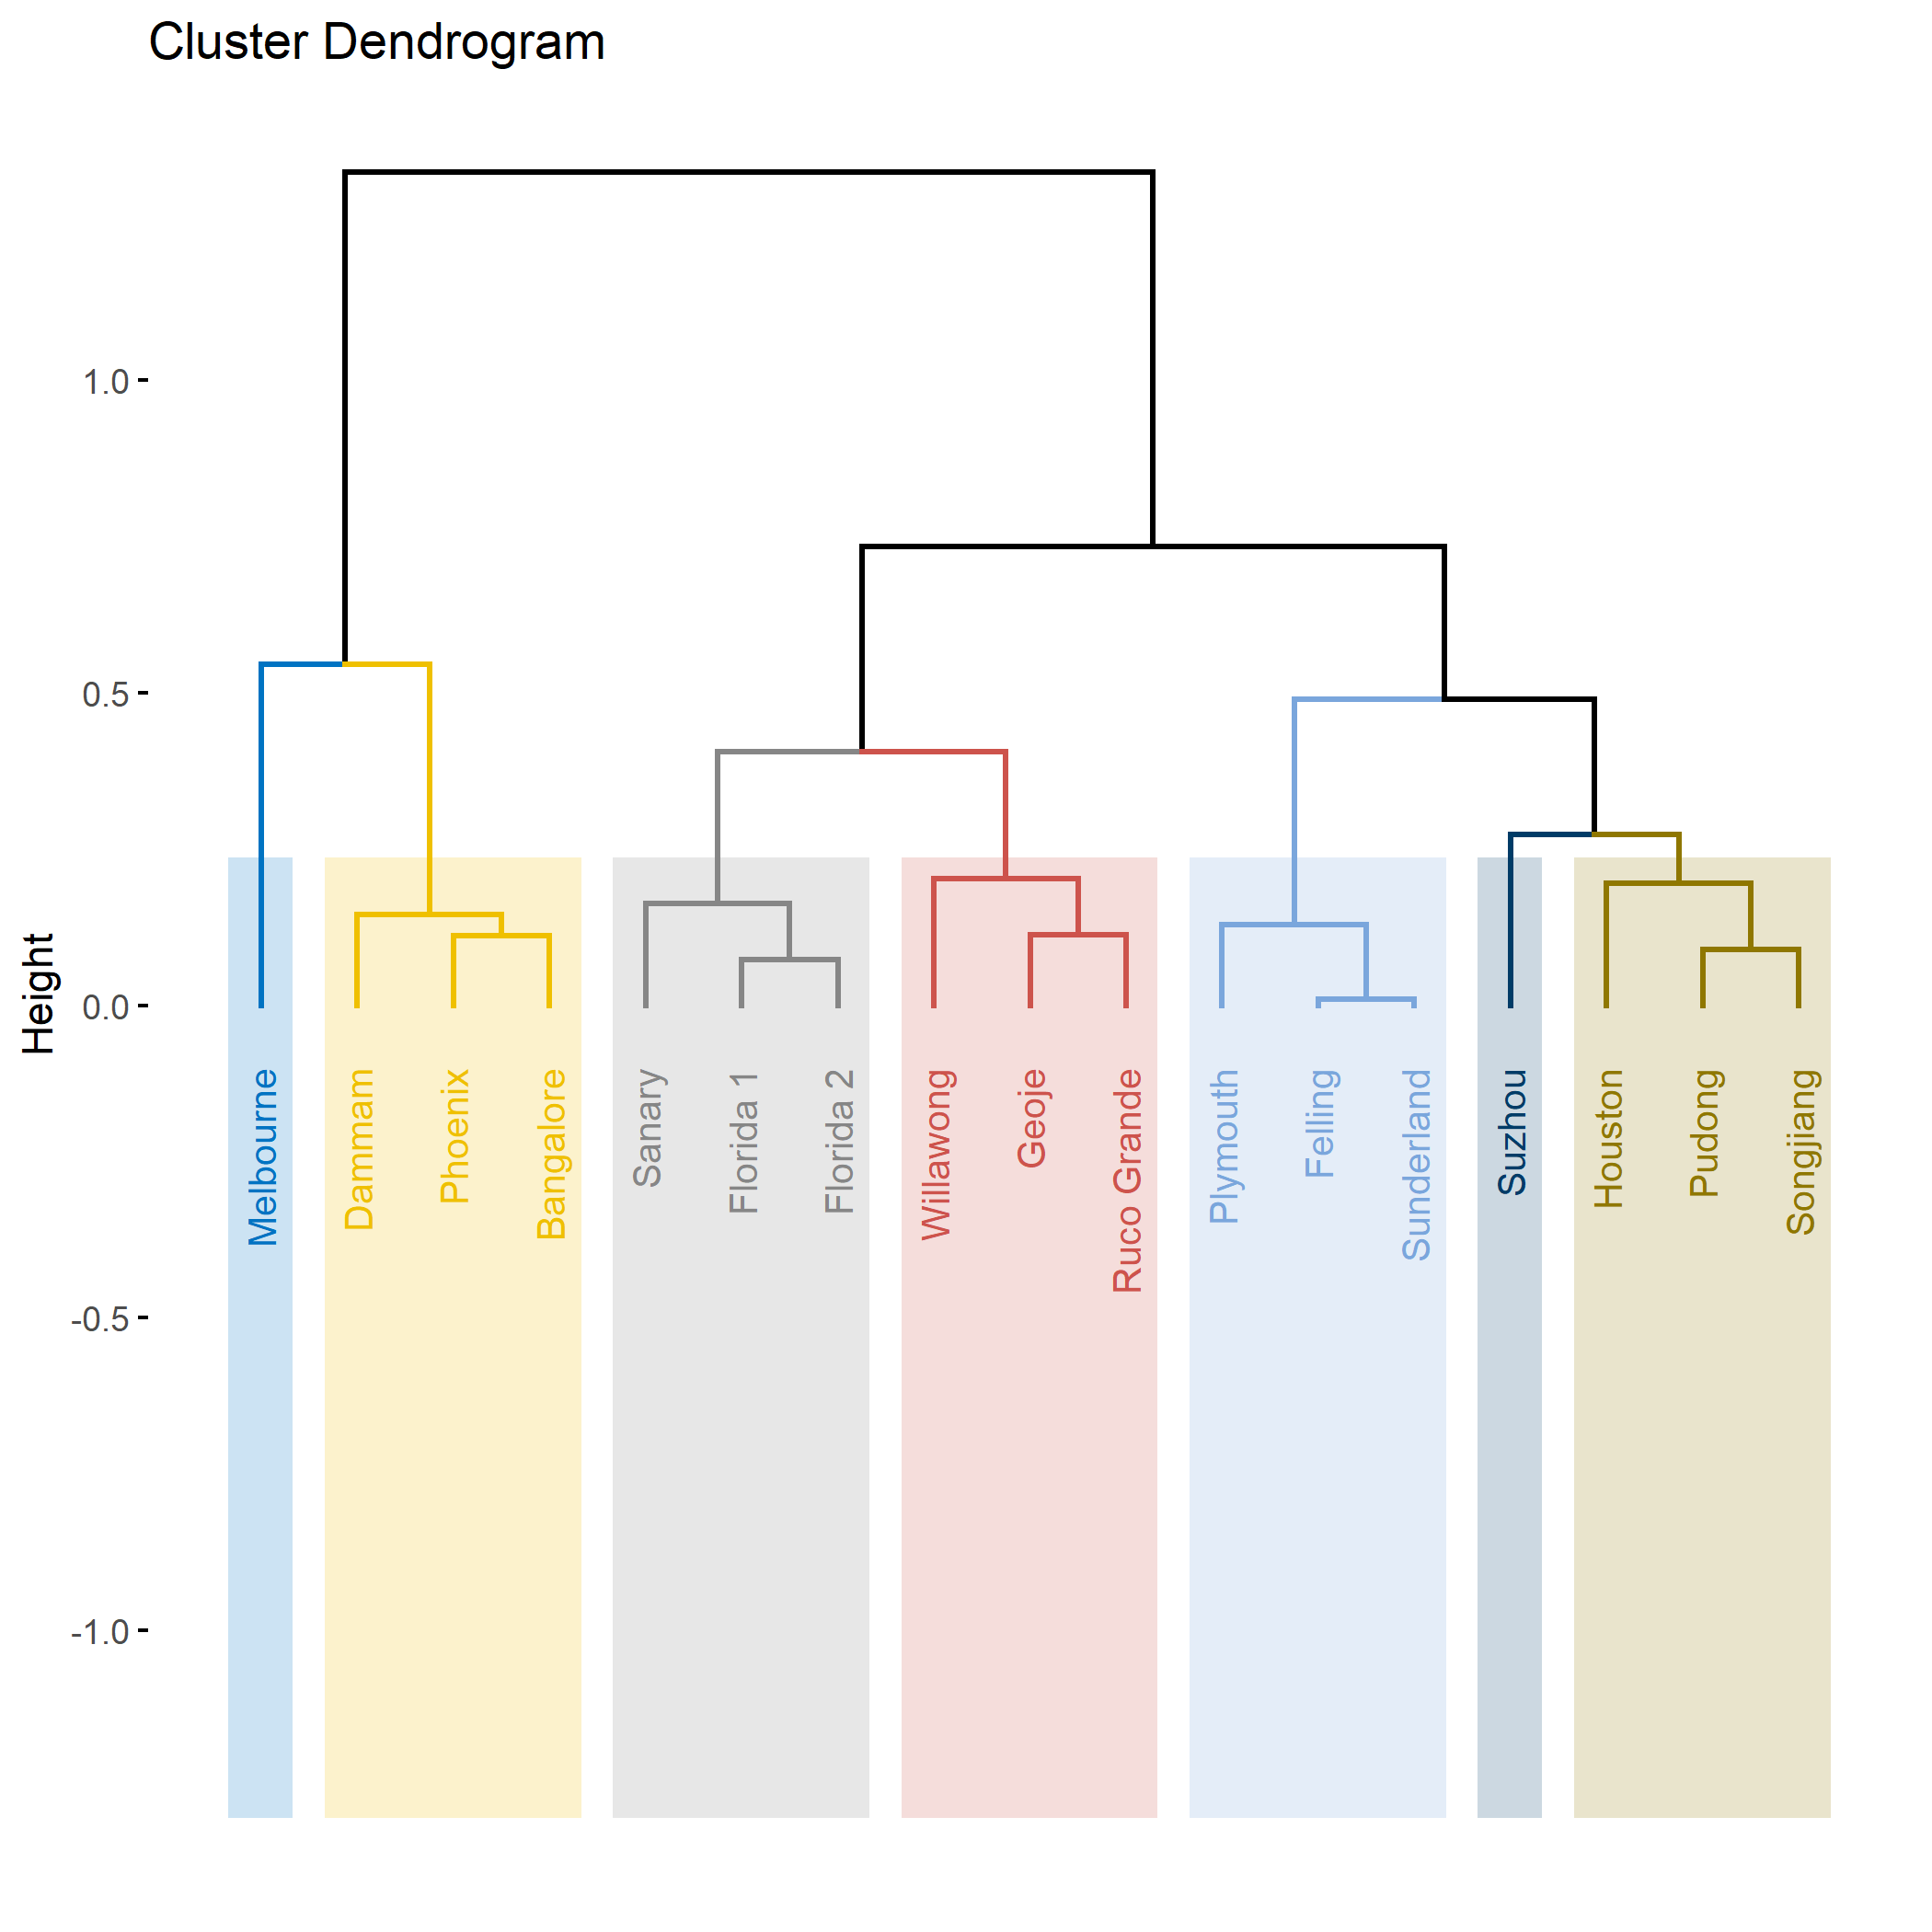 Cluster Dendrogram
Height
1.0
0.5
0.0
-0.5
-1.0
Melbourne
Dammam
Phoenix
Bangalore
Sanary
Florida 1
Florida 2
Willawong
Geoje
Ruco Grande
Plymouth
Felling
Sunderland
Suzhou
Houston
Pudong
Songjiang